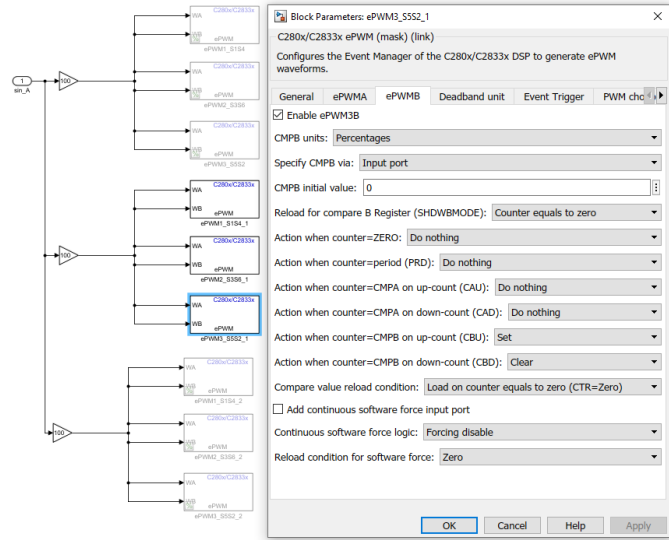 C280x/C2833x
WA
WB
ePWM
ePWM1_S1S4
C280x/C2833x
WA
WB
ePWM
ePWM2_S3S6
C280x/C2833x
WA
WB
ePWM
ePWM3_S5S2
1
sin_A
100
C280x/C2833x
WA
WB
ePWM
ePWM1_S1S4_1
C280x/C2833x
WA
WB
ePWM
ePWM2_S3S6_1
C280x/C2833x
WA
WB
ePWM
ePWM3_S5S2_1
100
C280x/C2833x
WA
WB
ePWM
ePWM1_S1S4_2
C280x/C2833x
WA
WB
ePWM
ePWM2_S3S6_2
C280x/C2833x
WA
WB
ePWM
ePWM3_S5S2_2
100
Block Parameters: ePWM3_S5S2_1
C280x/C2833x ePWM (mask) (link)
Configures the Event Manager of the C280x/C2833x DSP to generate ePWM
waveforms.
General ePWMA ePWMB Deadband unit Event Trigger PWM cho
Enable ePWM3B
CMPB units: Percentages
Specify CMPB via: Input port
CMPB initial value: 0
Reload for compare B Register (SHDWBMODE): Counter equals to zero
Action when counter=ZERO: Do nothing
Action when counter=period (PRD): Do nothing
Action when counter=CMPA on up-count (CAU): Do nothing
Action when counter=CMPA on down-count (CAD): Do nothing
Action when counter=CMPB on up-count (CBU): Set
Action when counter=CMPB on down-count (CBD): Clear
Compare value reload condition: Load on counter equals to zero (CTR=Zero)
Add continuous software force input port
Continuous software force logic: Forcing disable
Reload condition for software force: Zero
OK Cancel Help Apply